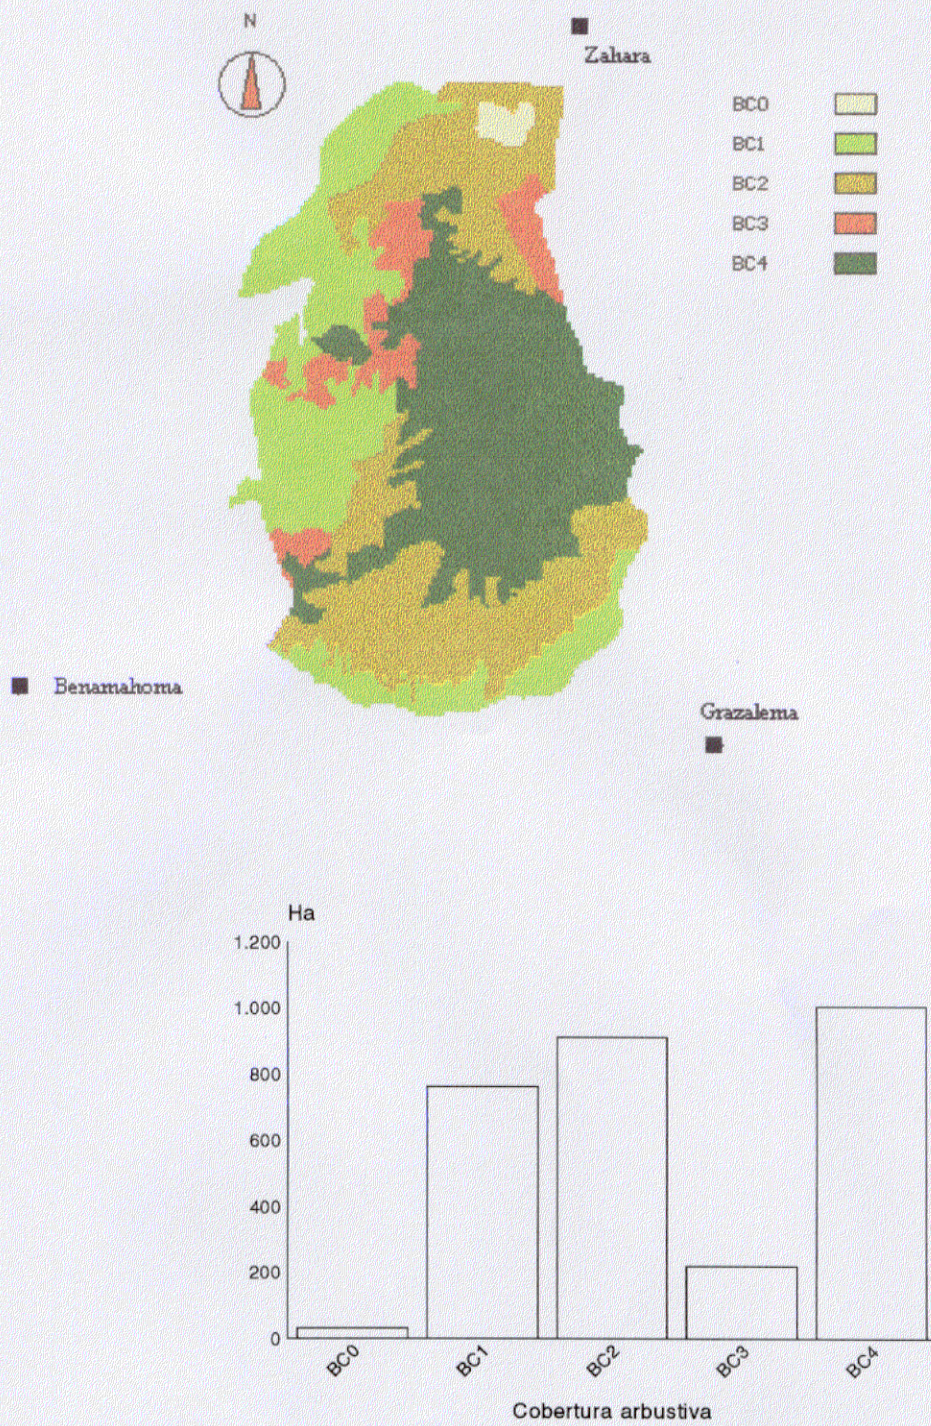 N
Zahara
BC0
BC1
BC2
BC3
BC4
Benamahoma
Grazalema
Ha
1.200
1.000
800
600
400
200
0
BC0
BC1
BC2
BC3
BC4
Cobertura arbustiva